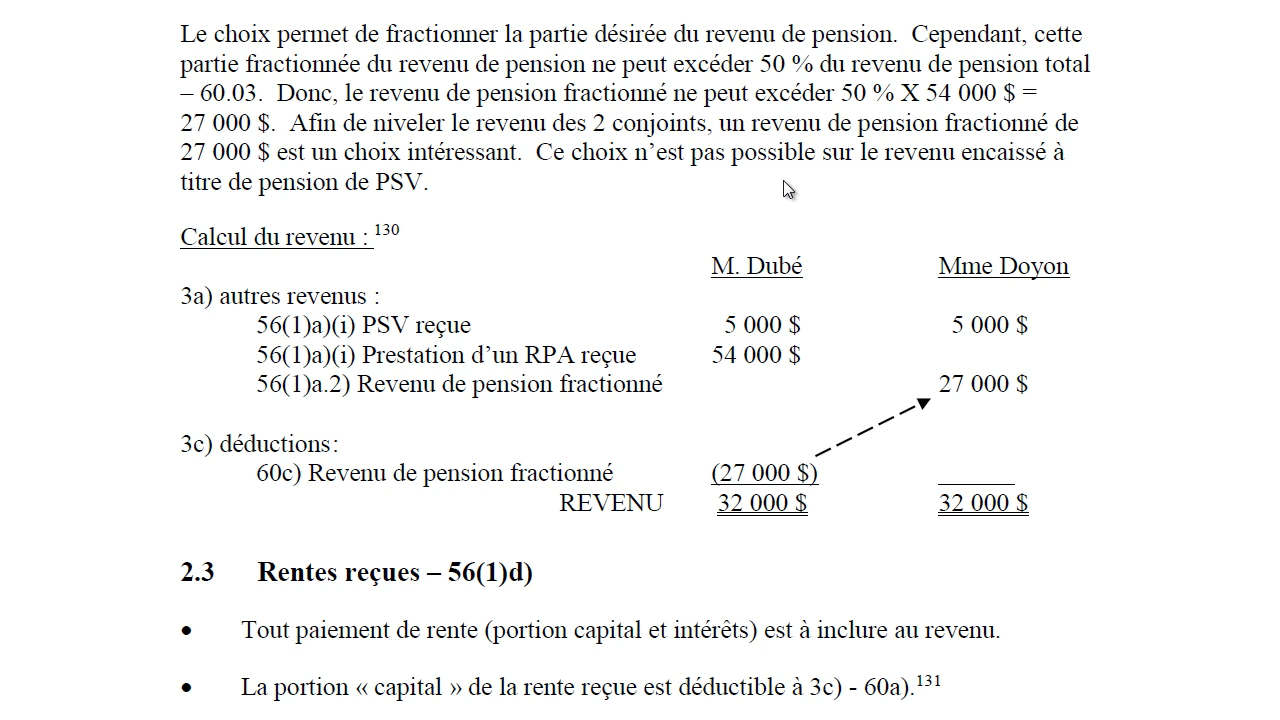 Le choix permet de fractionner la partie désirée du revenu de pension.  Cependant, cette
partie fractionnée du revenu de pension ne peut excéder 50 % du revenu de pension total
– 60.03.  Donc, le revenu de pension fractionné ne peut excéder 50 % X 54 000 $ =
27 000 $.  Afin de niveler le revenu des 2 conjoints, un revenu de pension fractionné de
27 000 $ est un choix intéressant.  Ce choix n’est pas possible sur le revenu encaissé à
titre de pension de PSV.
Calcul du revenu : 130
M. Dubé Mme Doyon
3a) autres revenus :
56(1)a)(i) PSV reçue 5 000 $ 5 000 $
56(1)a)(i) Prestation d’un RPA reçue 54 000 $
56(1)a.2) Revenu de pension fractionné 27 000 $
3c) déductions:
60c) Revenu de pension fractionné (27 000 $)
REVENU 32 000 $ 32 000 $
2.3 Rentes reçues – 56(1)d)
• Tout paiement de rente (portion capital et intérêts) est à inclure au revenu.
• La portion « capital » de la rente reçue est déductible à 3c) - 60a).131